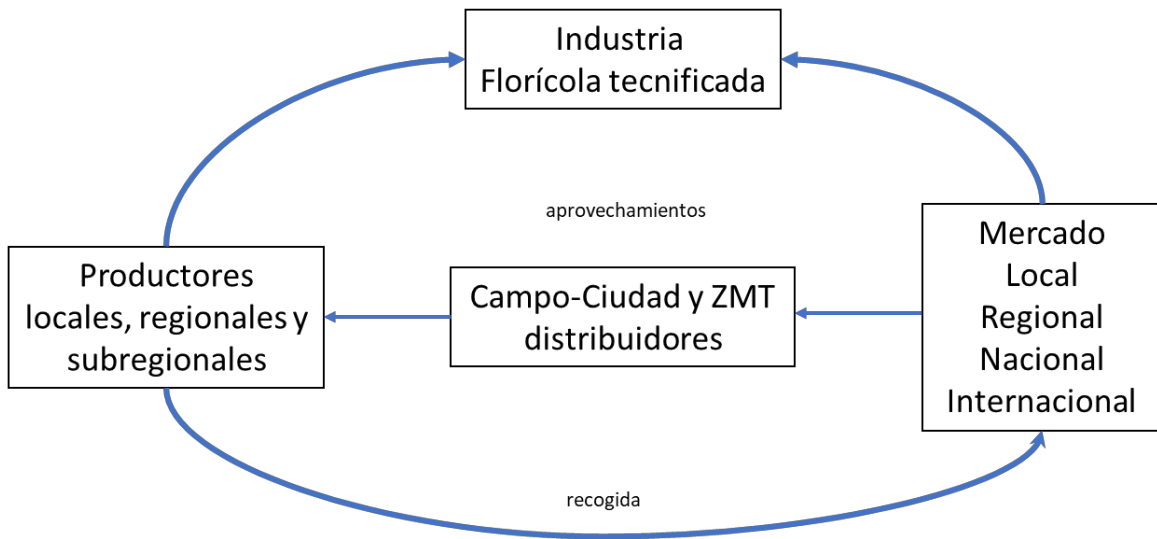 Industria
Florícola tecnificada
aprovechamientos
Productores
locales, regionales y
subregionales
Campo-Ciudad y ZMT
distribuidores
Mercado
Local
Regional
Nacional
Internacional
recogida